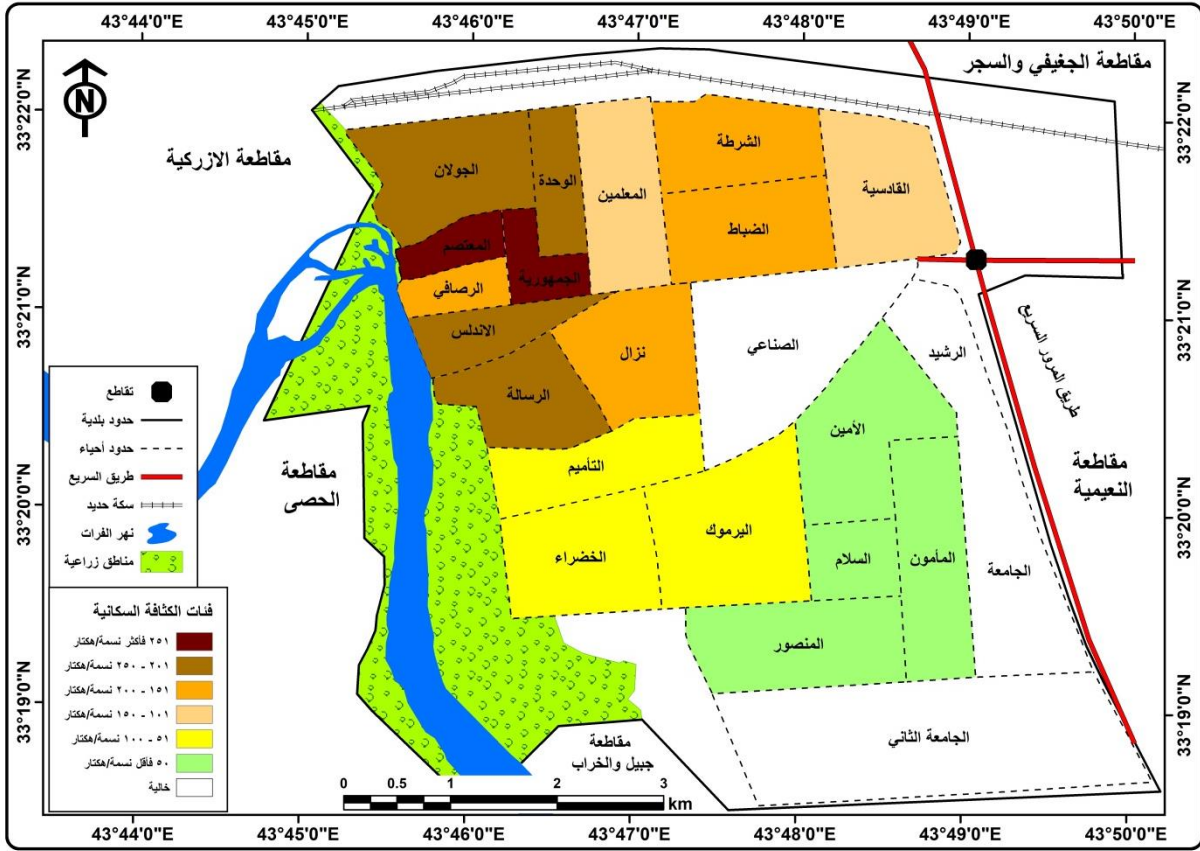 43°44'0"E 43°45'0"E 43°46'0"E 43°47'0"E 43°48'0"E 43°49'0"E 43°50'0"E
N
33°22'0"N
33°21'0"N
33°20'0"N
33°19'0"N
33°22'0"N
33°21'0"N
33°20'0"N
33°19'0"N
مقاطعة الجغيفي والسجر
مقاطعة الازركية
الشرطة
الجولان
الوحدة
المعلمين
القادسية
الضباط
المعتصم
الجمهورية
الرصافي
الاندلس
نزال
الصناعي
الرشيد
طريق المرور السريع
الرسالة
الأمين
مقاطعة
النعيمية
مقاطعة
الحصى
التأميم
اليرموك
الخضراء
السلام
المأمون
الجامعة
المنصور
الجامعة الثاني
مقاطعة
جبيل والخراب
تقاطع
حدود بلدية
حدود أحياء
طريق السريع
سكة حديد
نهر الفرات
مناطق زراعية
فئات الكثافة السكانية
٢٥١ فأكثر نسمة/هكتار
٢٠١ - ٢٥٠ نسمة/هكتار
١٥١ - ٢٠٠ نسمة/هكتار
١٠١ - ١٥٠ نسمة/هكتار
٥١ - ١٠٠ نسمة/هكتار
٥٠ فأقل نسمة/هكتار
خالية
0 0.5 1 2 3
km
43°44'0"E 43°45'0"E 43°46'0"E 43°47'0"E 43°48'0"E 43°49'0"E 43°50'0"E